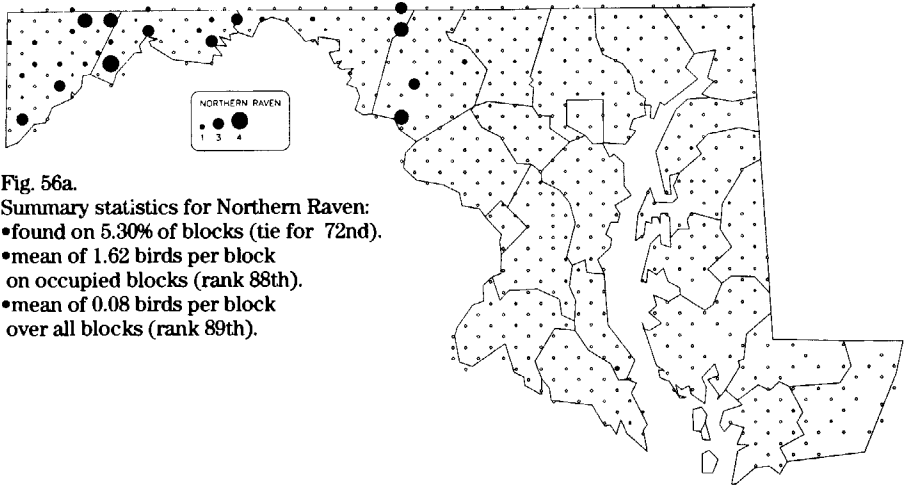 NORTHERN RAVEN
1 3 4
Fig. 56a.
Summary statistics for Northern Raven:
•found on 5.30% of blocks (tie for 72nd).
•mean of 1.62 birds per block
on occupied blocks (rank 88th).
•mean of 0.08 birds per block
over all blocks (rank 89th).